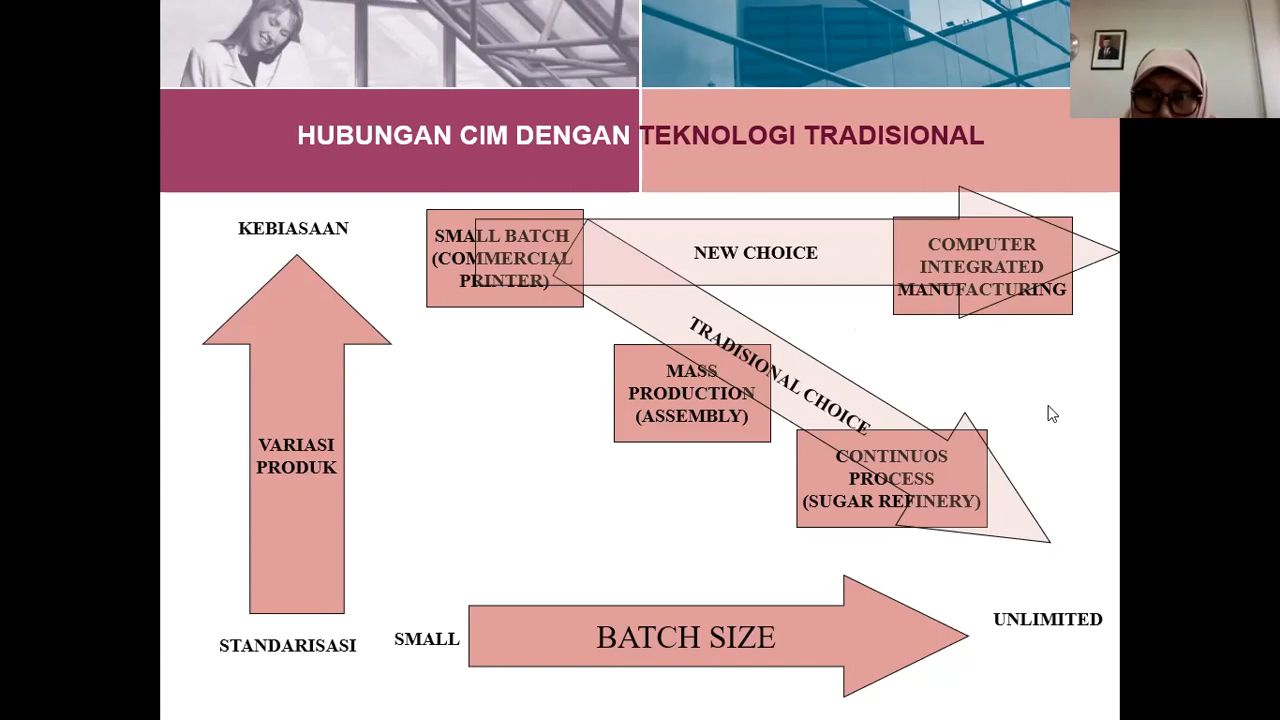 HUBUNGAN CIM DENGAN TEKNOLOGI TRADISIONAL
KEBIASAAN
SMALL BATCH
(COMMERCIAL
PRINTER)
NEW CHOICE
COMPUTER
INTEGRATED
MANUFACTURING
TRADISIONAL CHOICE
MASS
PRODUCTION
(ASSEMBLY)
VARIASI
PRODUK
CONTINUOS
PROCESS
(SUGAR REFINERY)
STANDARISASI
SMALL
BATCH SIZE
UNLIMITED